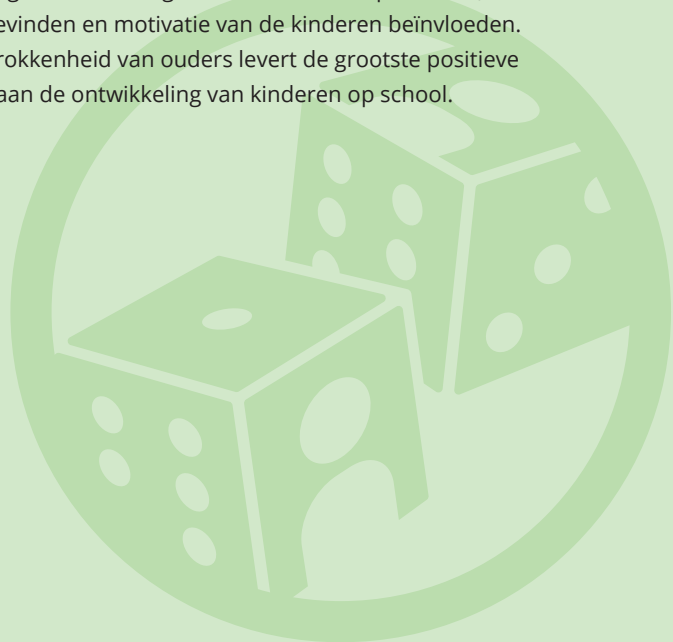 evinden en motivatie van de kinderen beïnvloeden.
rokkenheid van ouders levert de grootste positieve
aan de ontwikkeling van kinderen op school.